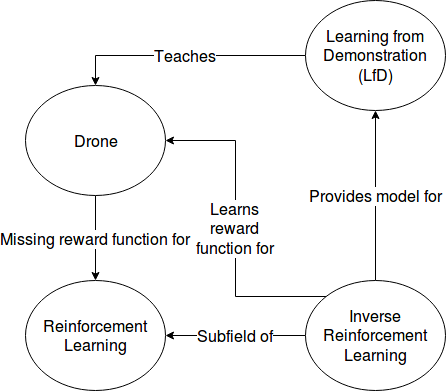 Learning from
Demonstration
(LfD)
Teaches
Drone
Provides model for
Learns
reward
function for
Missing reward function for
Reinforcement
Learning
Subfield of
Inverse
Reinforcement
Learning